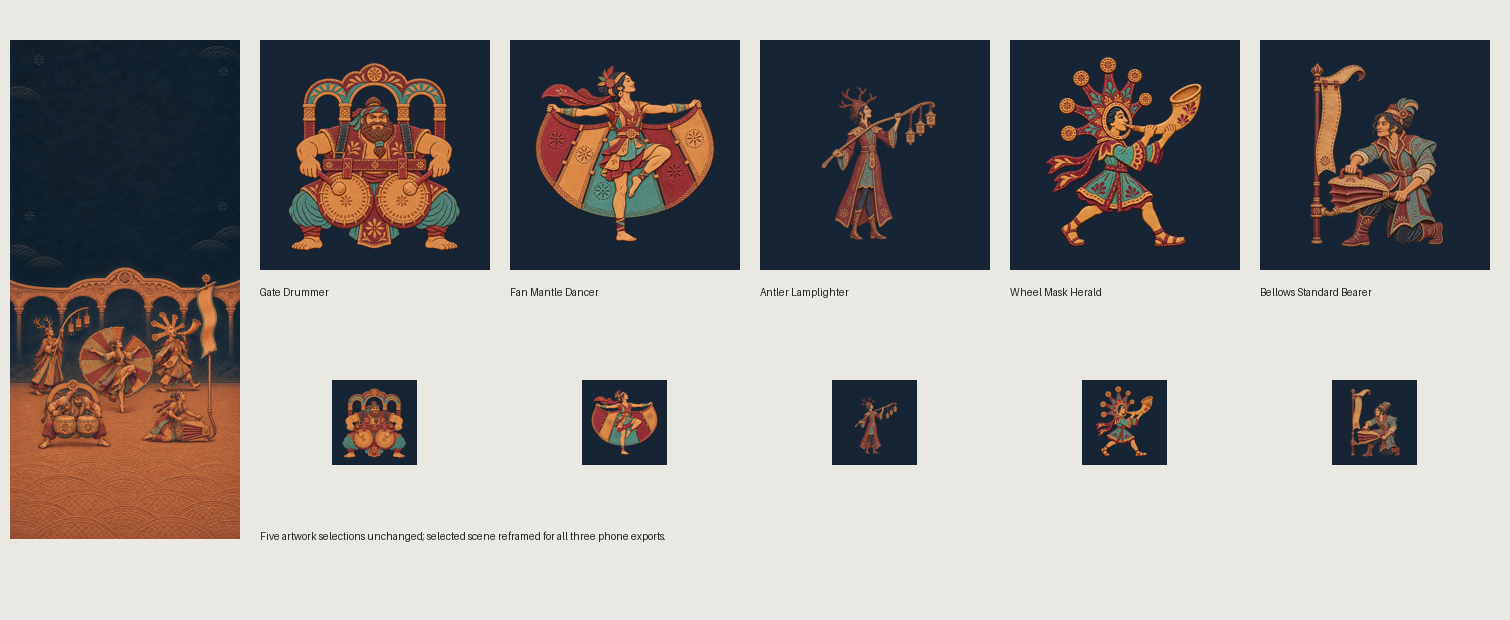 Gate Drummer
Fan Mantle Dancer
Antler Lamplighter
Wheel Mask Herald
Bellows Standard Bearer
Five artwork selections unchanged; selected scene reframed for all three phone exports.